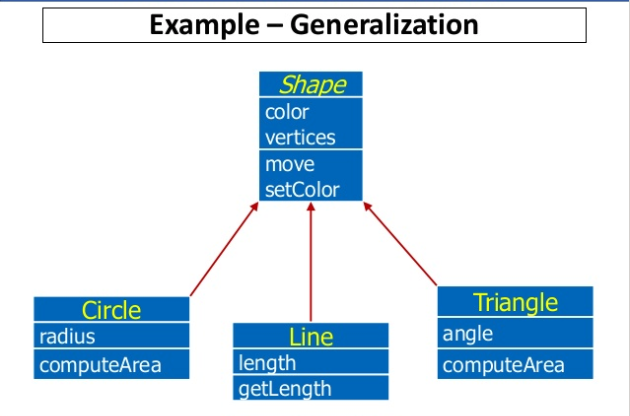 Example – Generalization
Shape
color
vertices
move
setColor
Circle
radius
computeArea
Line
length
getLength
Triangle
angle
computeArea